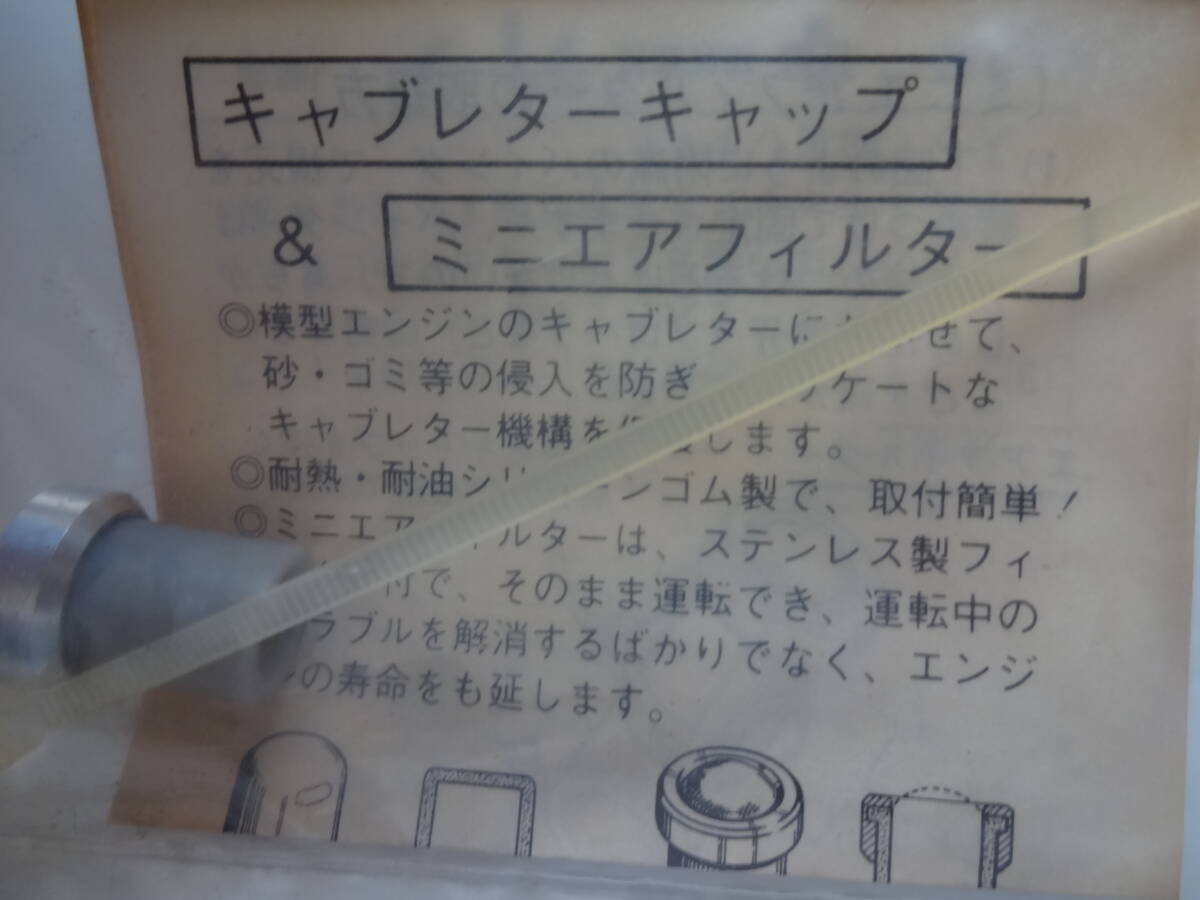 キャブレターキャップ
& ミニエアフィルター
◎模型エンジンのキャブレターに せて、
砂・ゴミ等の侵入を防ぎ ケートな
キャブレター機構を します。
◎耐熱・耐油シリ ーンゴム製で、取付簡単!
◎ミニエア ィルターは、ステンレス製フィ
付で、そのまま運転でき、運転中の
ラブルを解消するばかりでなく、エンジ
ンの寿命をも延します。